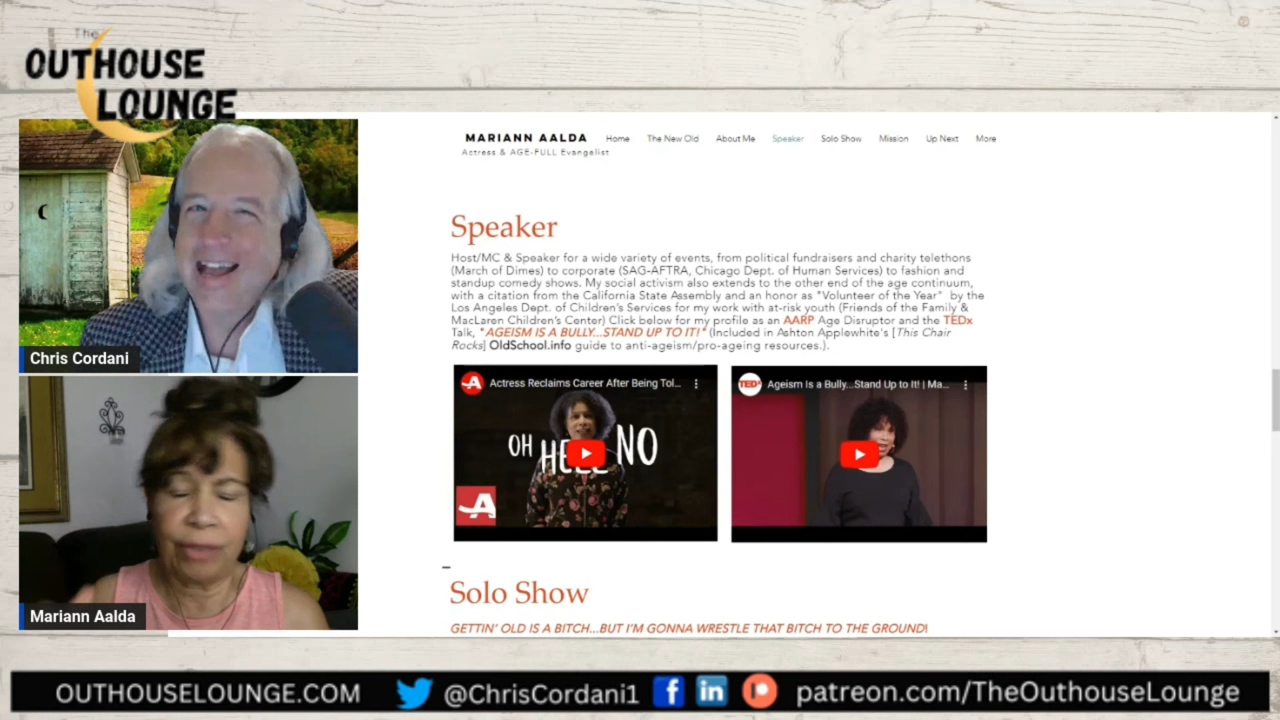 The
OUTHOUSE
LOUNGE
Chris Cordani
Mariann Aalda
MARIANN AALDA
Actress & AGE-FULL Evangelist
Home The New Old About Me Speaker Solo Show Mission Up Next More
Speaker
Host/MC & Speaker for a wide variety of events, from political fundraisers and charity telethons
(March of Dimes) to corporate (SAG-AFTRA, Chicago Dept. of Human Services) to fashion and
standup comedy shows. My social activism also extends to the other end of the age continuum,
with a citation from the California State Assembly and an honor as "Volunteer of the Year" by the
Los Angeles Dept. of Children's Services for my work with at-risk youth (Friends of the Family &
MacLaren Children's Center) Click below for my profile as an AARP Age Disruptor and the TEDx
Talk, "AGEISM IS A BULLY...STAND UP TO IT!" (Included in Ashton Applewhite's [This Chair
Rocks] OldSchool.info guide to anti-ageism/pro-ageing resources.).
Actress Reclaims Career After Being Tol...
OH HELL NO
TEDx
Ageism Is a Bully...Stand Up to It! | Ma...
Solo Show
GETTIN' OLD IS A BITCH...BUT I'M GONNA WRESTLE THAT BITCH TO THE GROUND!
OUTHOUSELOUNGE.COM @ChrisCordani1 patreon.com/TheOuthouseLounge